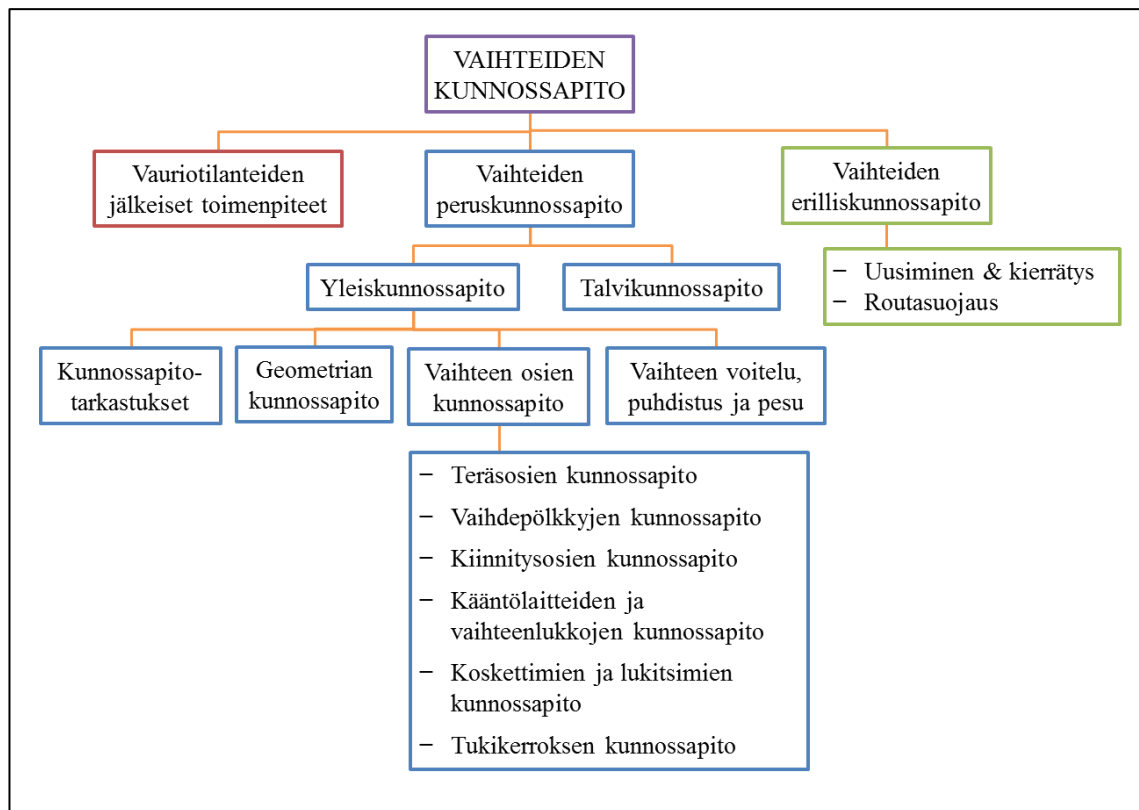 VAIHTEIDEN
KUNNOSSAPITO
Vauriotilanteiden
jälkeiset toimenpiteet
Vaihteiden
peruskunnossapito
Vaihteiden
erilliskunnossapito
Yleiskunnossapito
Talvikunnossapito
– Uusiminen & kierrätys
– Routasuojaus
Kunnossapito-
tarkastukset
Geometrian
kunnossapito
Vaihteen osien
kunnossapito
Vaihteen voitelu,
puhdistus ja pesu
– Teräsosien kunnossapito
– Vaihdepölkkyjen kunnossapito
– Kiinnitysosien kunnossapito
– Kääntölaitteiden ja
vaihteenlukkojen kunnossapito
– Koskettimien ja lukitsimien
kunnossapito
– Tukikerroksen kunnossapito